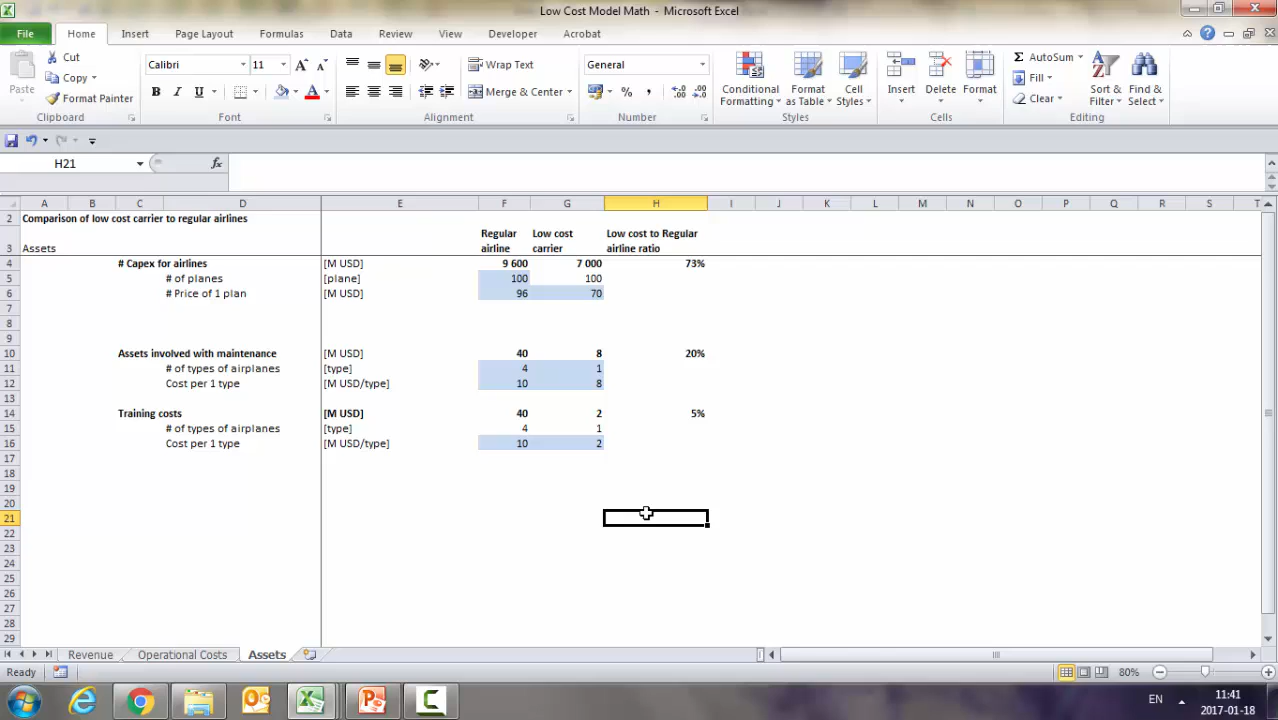 Low Cost Model Math - Microsoft Excel
File Home Insert Page Layout Formulas Data Review View Developer Acrobat
Paste Cut Copy Format Painter
Calibri 11 A A
B I U A
Wrap Text
Merge & Center
General
% , .00
Conditional Formatting Format as Table Cell Styles
Insert Delete Format
Σ AutoSum Fill Clear
Sort & Filter Find & Select
Clipboard Font Alignment Number Styles Cells Editing
H21 fx
A B C D E F G H I J K L M N O P Q R S T
2 Comparison of low cost carrier to regular airlines
3 Assets Regular airline Low cost carrier Low cost to Regular airline ratio
4 # Capex for airlines [M USD] 9 600 7 000 73%
5 # of planes [plane] 100 100
6 # Price of 1 plan [M USD] 96 70
7
8
9
10 Assets involved with maintenance [M USD] 40 8 20%
11 # of types of airplanes [type] 4 1
12 Cost per 1 type [M USD/type] 10 8
13
14 Training costs [M USD] 40 2 5%
15 # of types of airplanes [type] 4 1
16 Cost per 1 type [M USD/type] 10 2
17
18
19
20
21
22
23
24
25
26
27
28
29
Revenue Operational Costs Assets
Ready 80%
EN 11:41
2017-01-18